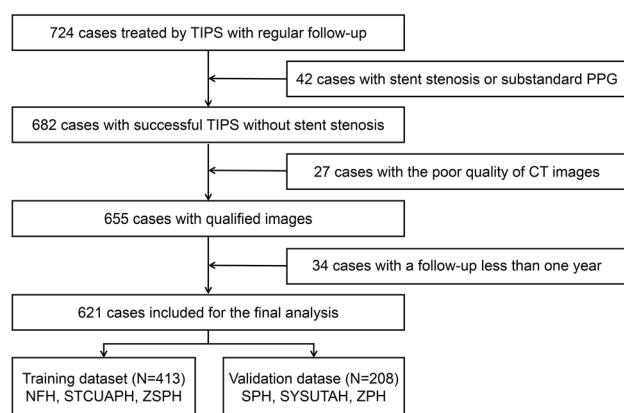 724 cases treated by TIPS with regular follow-up
42 cases with stent stenosis or substandard PPG
682 cases with successful TIPS without stent stenosis
27 cases with the poor quality of CT images
655 cases with qualified images
34 cases with a follow-up less than one year
621 cases included for the final analysis
Training dataset (N=413)
NFH, STCUAPH, ZSPH
Validation datase (N=208)
SPH, SYSUTAH, ZPH